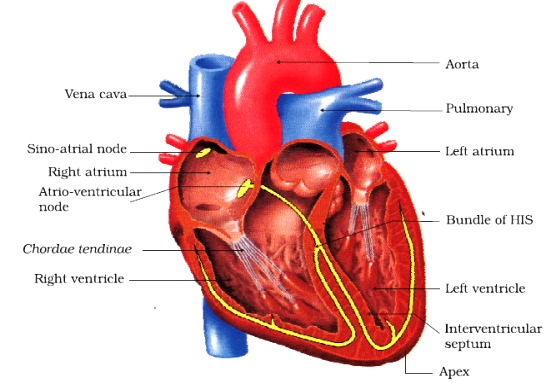 Vena cava
Sino-atrial node
Right atrium
Atrio-ventricular
node
Chordae tendinae
Right ventricle
Aorta
Pulmonary
Left atrium
Bundle of HIS
Left ventricle
Interventricular
septum
Apex